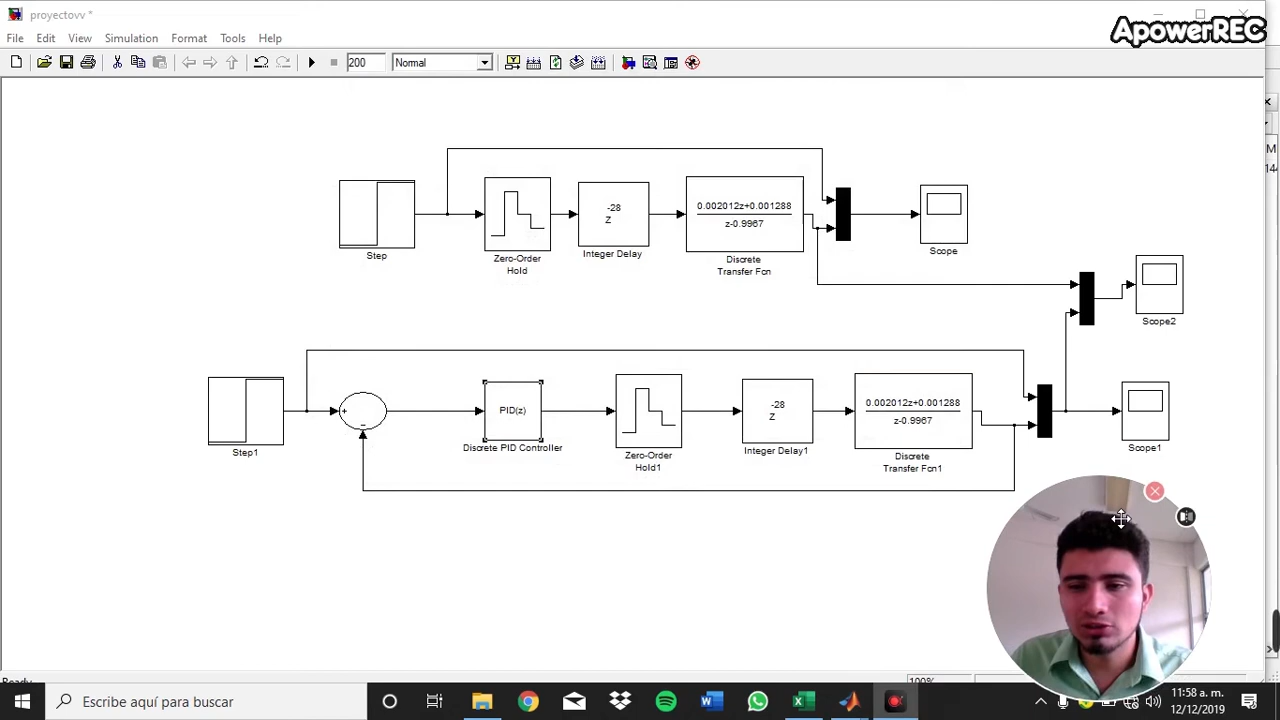 proyectovv *
ApowerREC
File Edit View Simulation Format Tools Help
200 Normal
M
14
-28
Z
0.002012z+0.001288
z-0.9967
Step
Zero-Order
Hold
Integer Delay
Discrete
Transfer Fcn
Scope
Scope2
PID(z)
-28
Z
0.002012z+0.001288
z-0.9967
Step1
Discrete PID Controller
Zero-Order
Hold1
Integer Delay1
Discrete
Transfer Fcn1
Scope1
Ready
100%
Escribe aquí para buscar
11:58 a. m.
12/12/2019